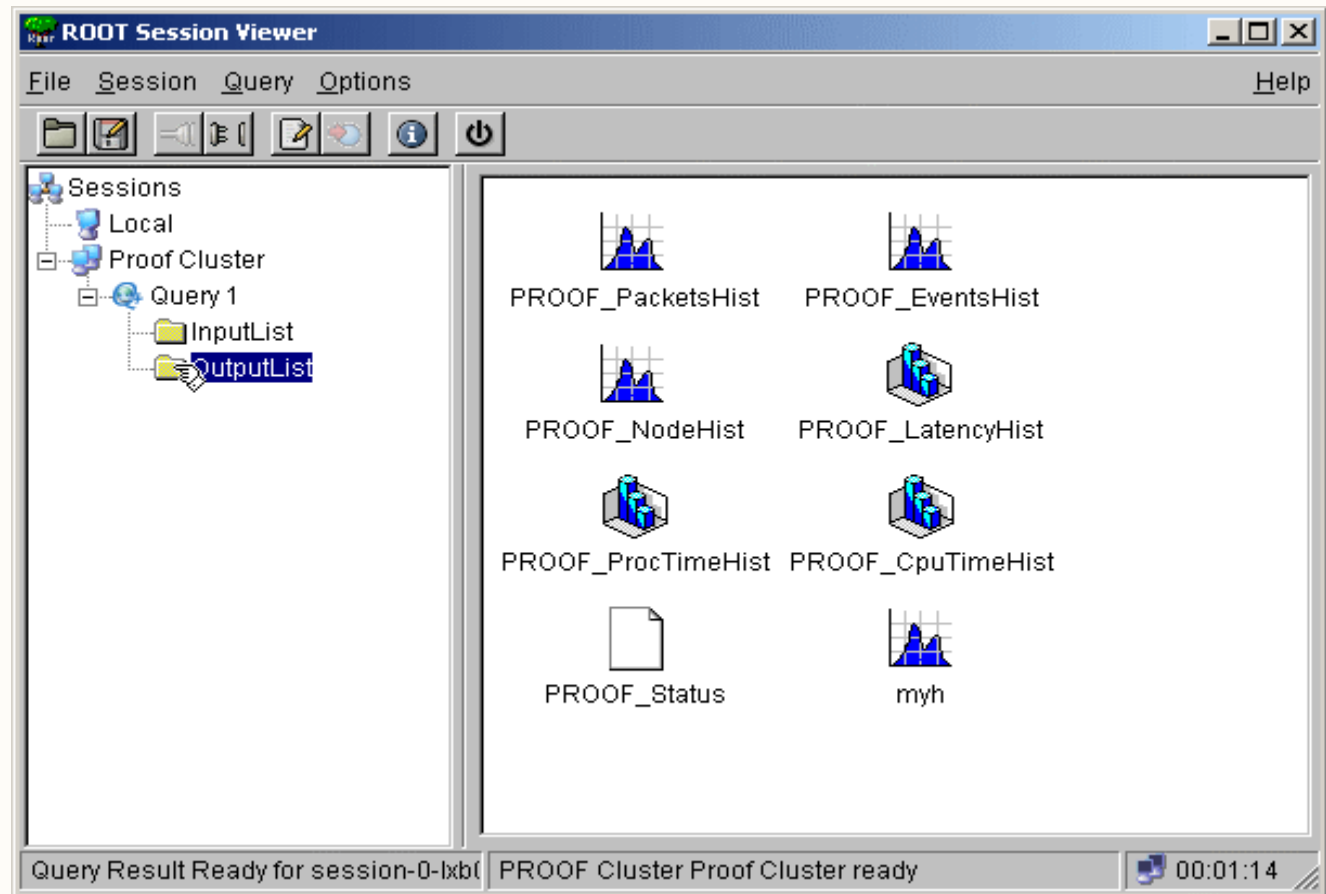 ROOT Session Viewer
File Session Query Options Help
Sessions
Local
Proof Cluster
Query 1
InputList
OutputList
PROOF_PacketsHist PROOF_EventsHist
PROOF_NodeHist PROOF_LatencyHist
PROOF_ProcTimeHist PROOF_CpuTimeHist
PROOF_Status myh
Query Result Ready for session-0-lxb( PROOF Cluster Proof Cluster ready 00:01:14